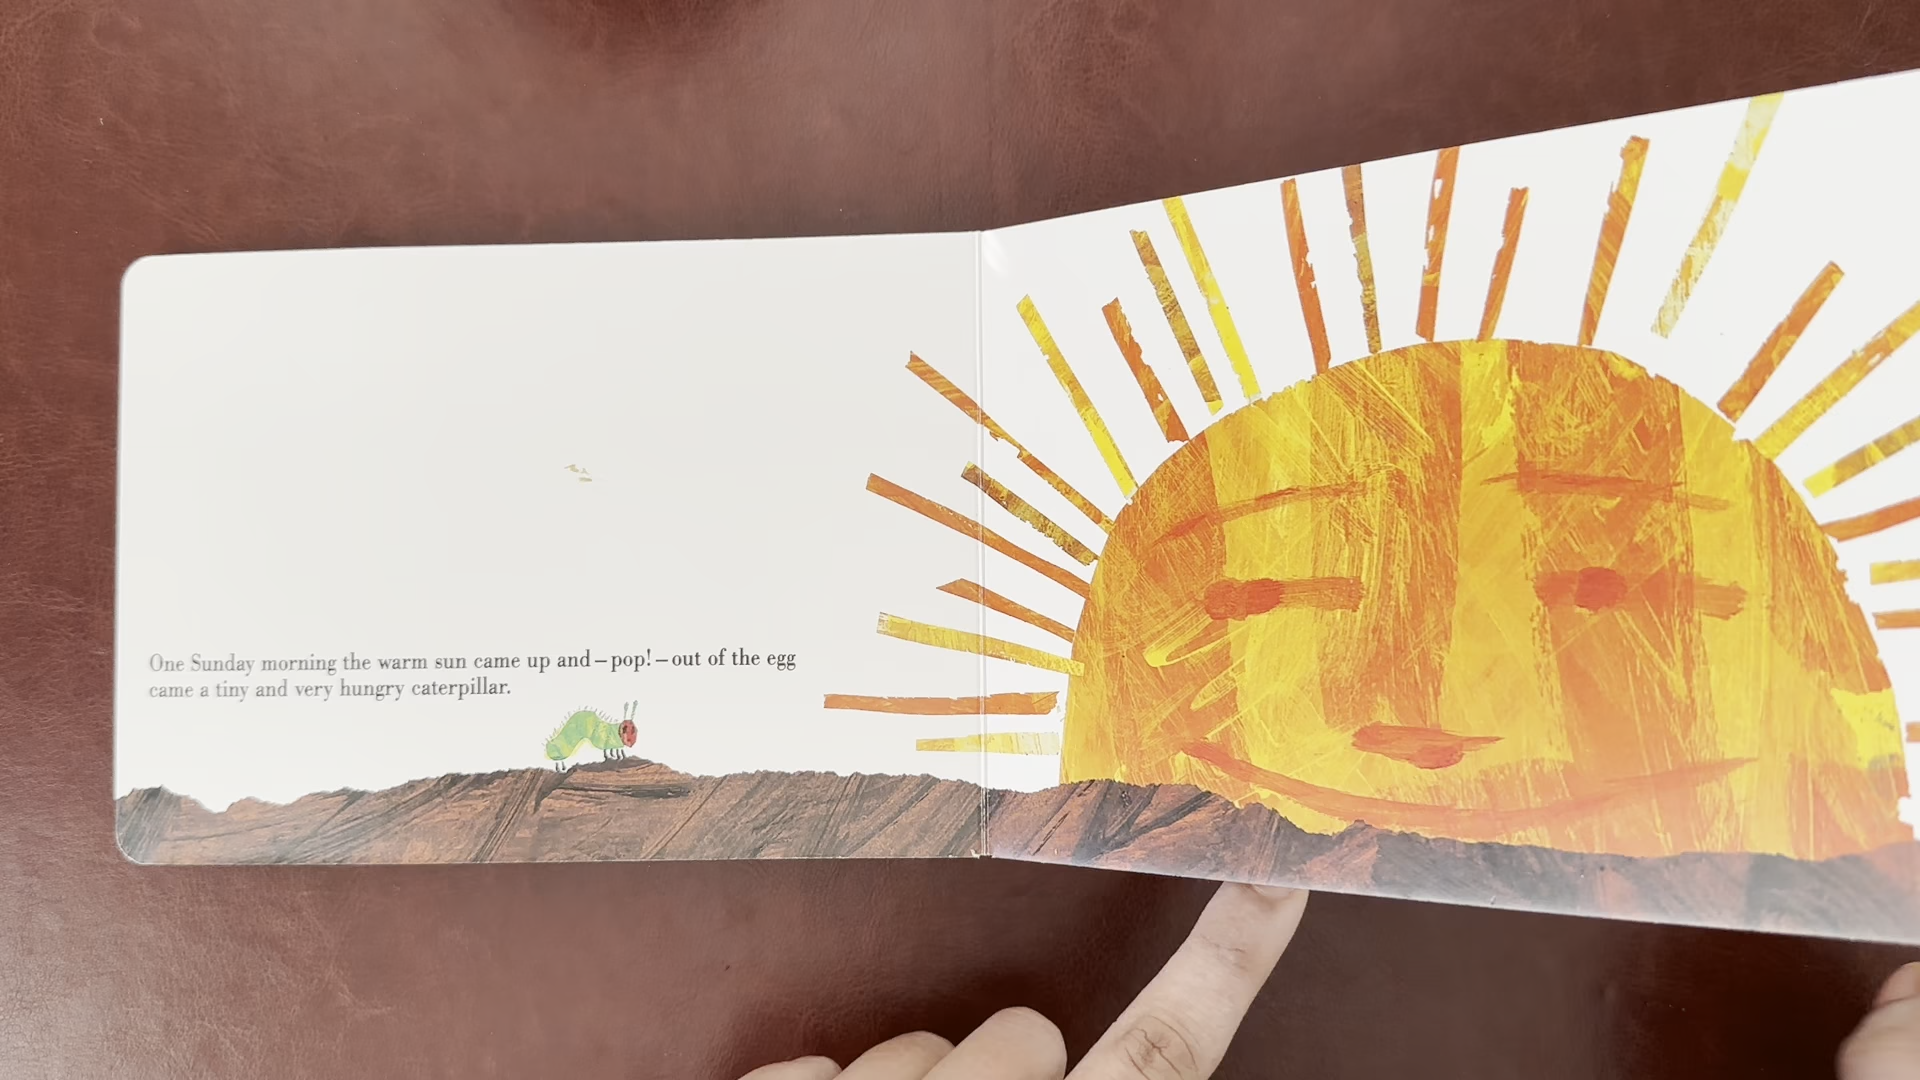 One Sunday morning the warm sun came up and – pop! – out of the egg
came a tiny and very hungry caterpillar.